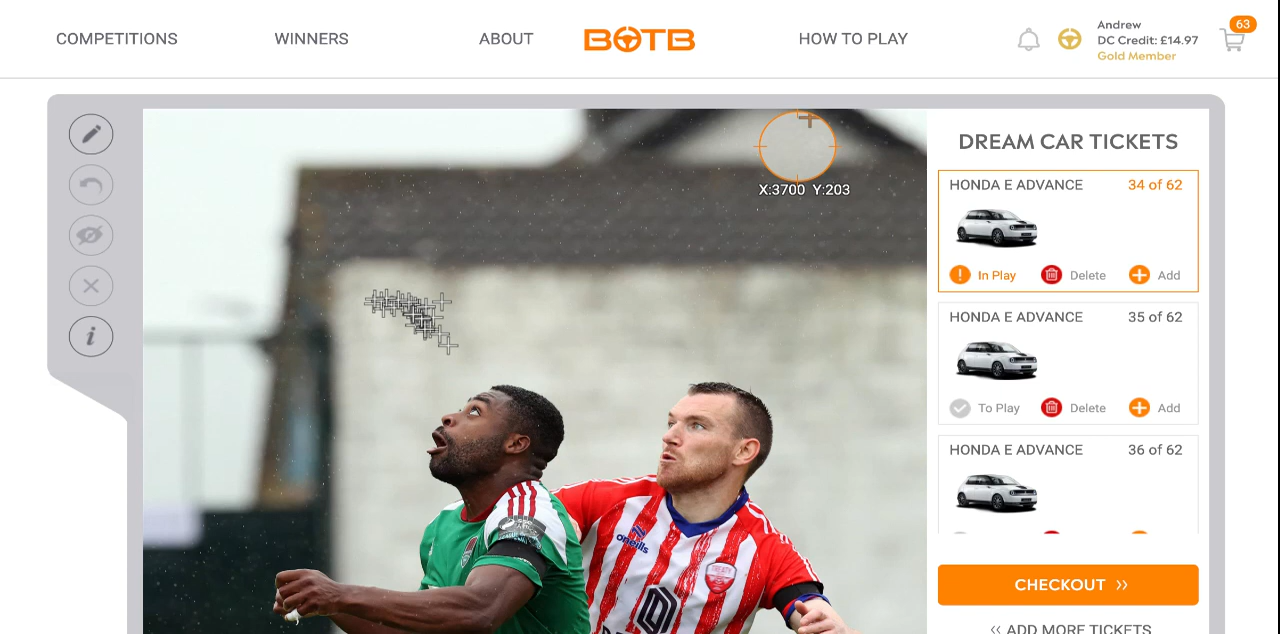 COMPETITIONS
WINNERS
ABOUT
BOTB
HOW TO PLAY
Andrew
DC Credit: £14.97
Gold Member
63
i
X:3700 Y:203
oneills
DREAM CAR TICKETS
HONDA E ADVANCE 34 of 62
In Play Delete Add
HONDA E ADVANCE 35 of 62
To Play Delete Add
HONDA E ADVANCE 36 of 62
CHECKOUT »
« ADD MORE TICKETS